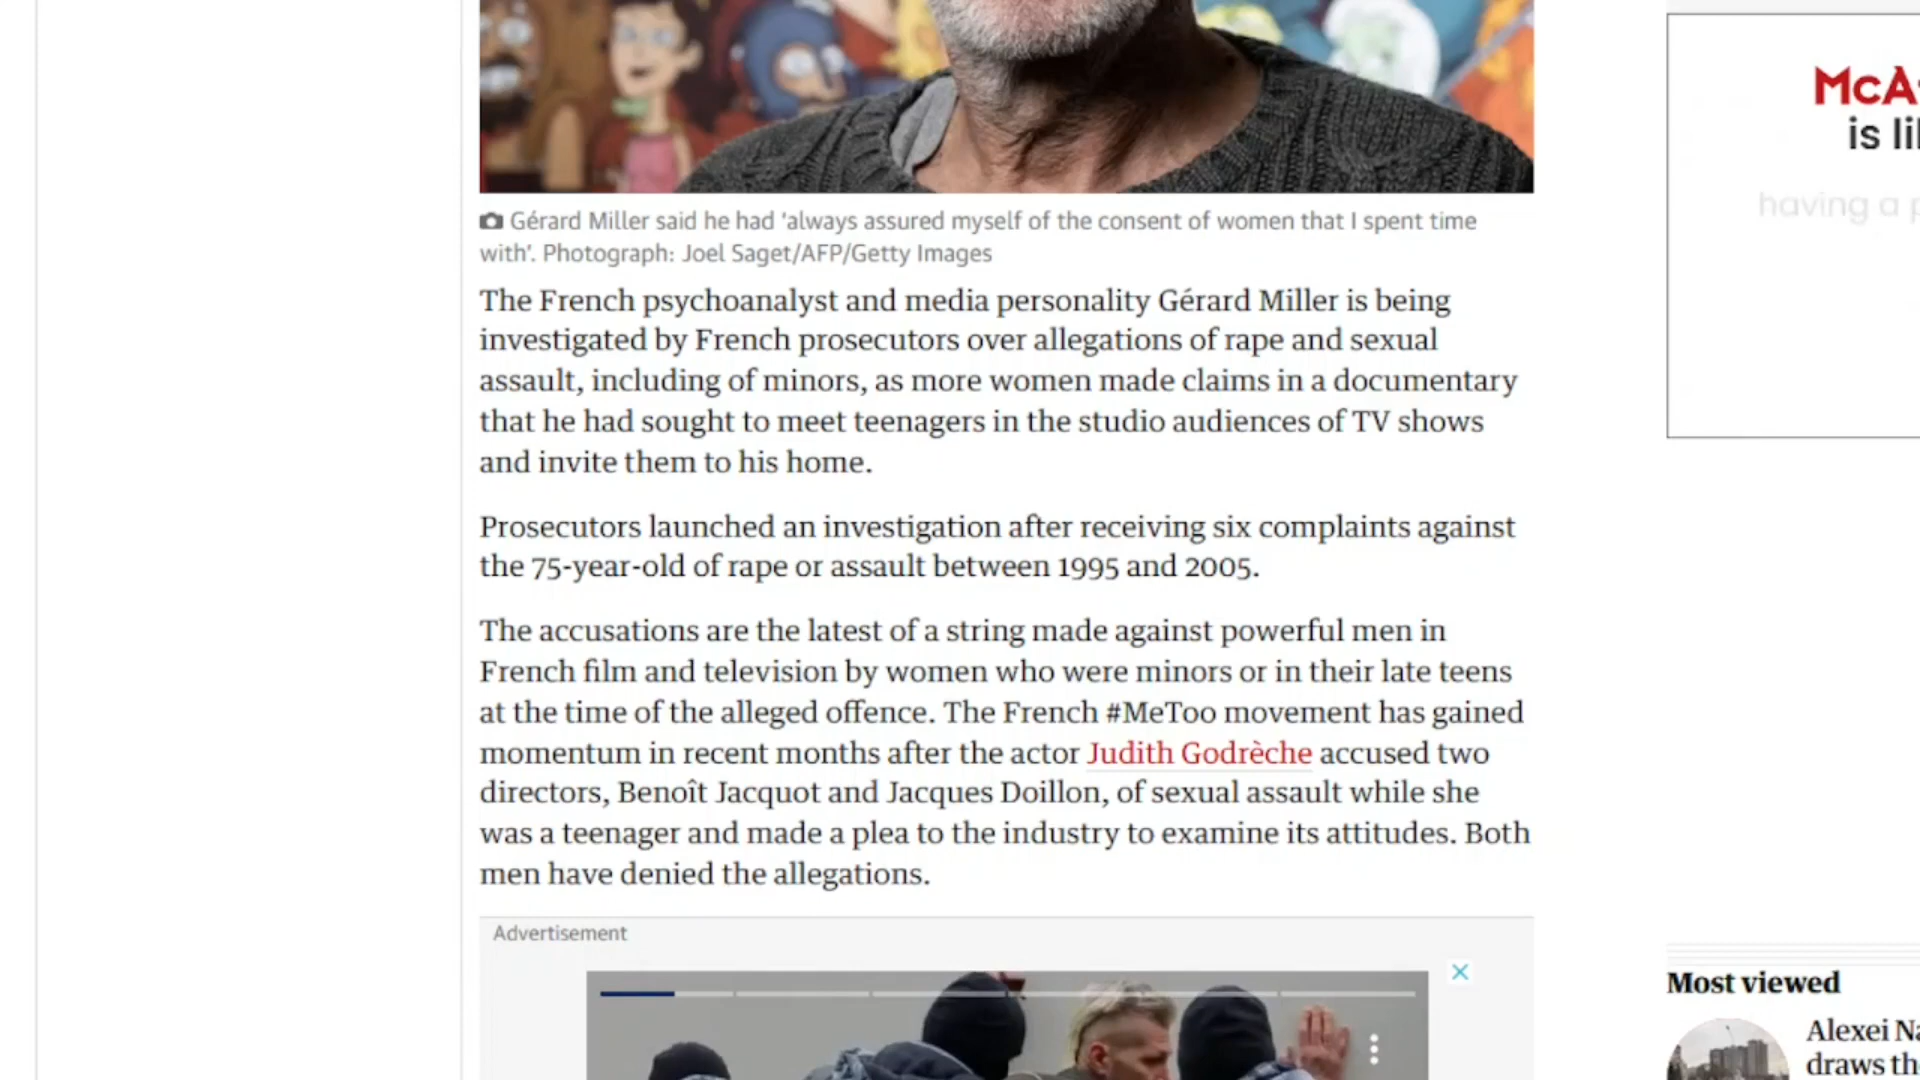 Gérard Miller said he had 'always assured myself of the consent of women that I spent time
with'. Photograph: Joel Saget/AFP/Getty Images
The French psychoanalyst and media personality Gérard Miller is being
investigated by French prosecutors over allegations of rape and sexual
assault, including of minors, as more women made claims in a documentary
that he had sought to meet teenagers in the studio audiences of TV shows
and invite them to his home.
Prosecutors launched an investigation after receiving six complaints against
the 75-year-old of rape or assault between 1995 and 2005.
The accusations are the latest of a string made against powerful men in
French film and television by women who were minors or in their late teens
at the time of the alleged offence. The French #MeToo movement has gained
momentum in recent months after the actor Judith Godrèche accused two
directors, Benoît Jacquot and Jacques Doillon, of sexual assault while she
was a teenager and made a plea to the industry to examine its attitudes. Both
men have denied the allegations.
Advertisement
McA
is li
having a p
Most viewed
Alexei Na
draws th